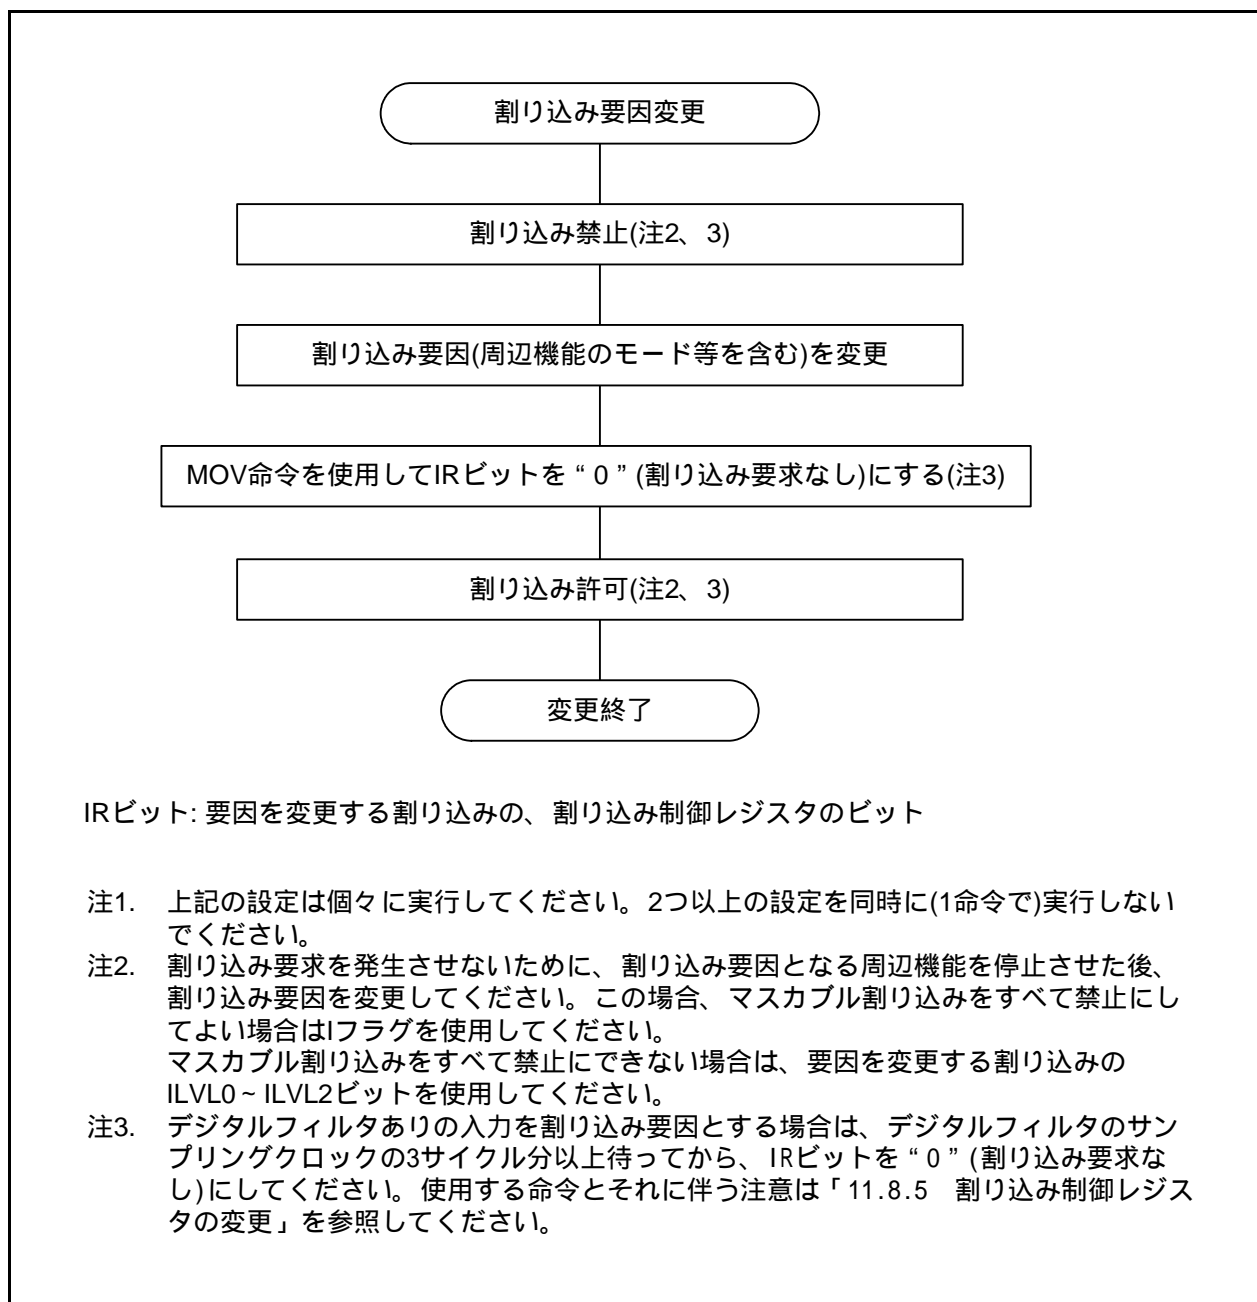 割り込み要因変更
割り込み禁止(注2、3)
割り込み要因(周辺機能のモード等を含む)を変更
MOV命令を使用してIRビットを“0”(割り込み要求なし)にする(注3)
割り込み許可(注2、3)
変更終了
IRビット: 要因を変更する割り込みの、割り込み制御レジスタのビット
注1. 上記の設定は個々に実行してください。2つ以上の設定を同時に(1命令で)実行しない
でください。
注2. 割り込み要求を発生させないために、割り込み要因となる周辺機能を停止させた後、
割り込み要因を変更してください。この場合、マスカブル割り込みをすべて禁止にし
てよい場合はIフラグを使用してください。
マスカブル割り込みをすべて禁止にできない場合は、要因を変更する割り込みの
ILVL0~ILVL2ビットを使用してください。
注3. デジタルフィルタありの入力を割り込み要因とする場合は、デジタルフィルタのサン
プリングクロックの3サイクル分以上待ってから、IRビットを“0”(割り込み要求な
し)にしてください。使用する命令とそれに伴う注意は「11.8.5 割り込み制御レジス
タの変更」を参照してください。